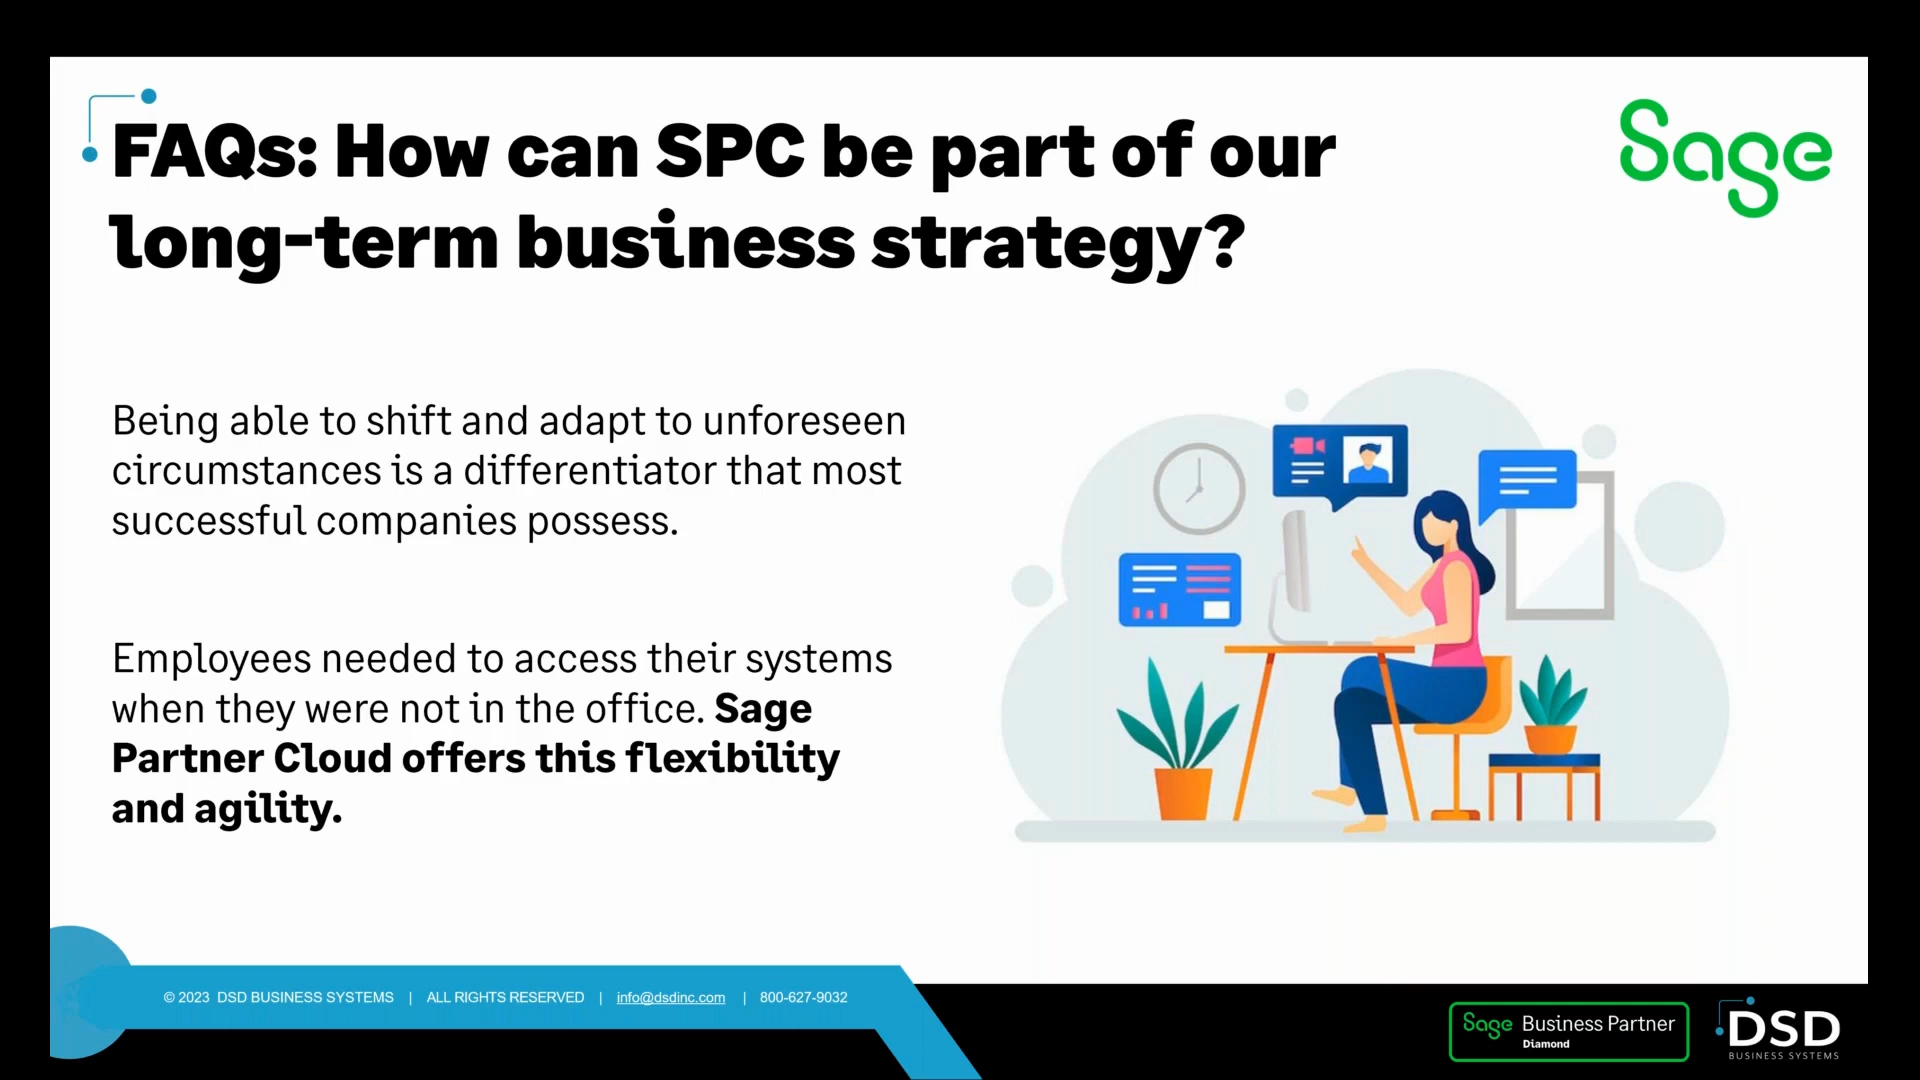 FAQs: How can SPC be part of our
long-term business strategy?
Sage
Being able to shift and adapt to unforeseen
circumstances is a differentiator that most
successful companies possess.
Employees needed to access their systems
when they were not in the office. Sage
Partner Cloud offers this flexibility
and agility.
© 2023 DSD BUSINESS SYSTEMS | ALL RIGHTS RESERVED | info@dsdinc.com | 800-627-9032
Sage Business Partner
Diamond
DSD
BUSINESS SYSTEMS